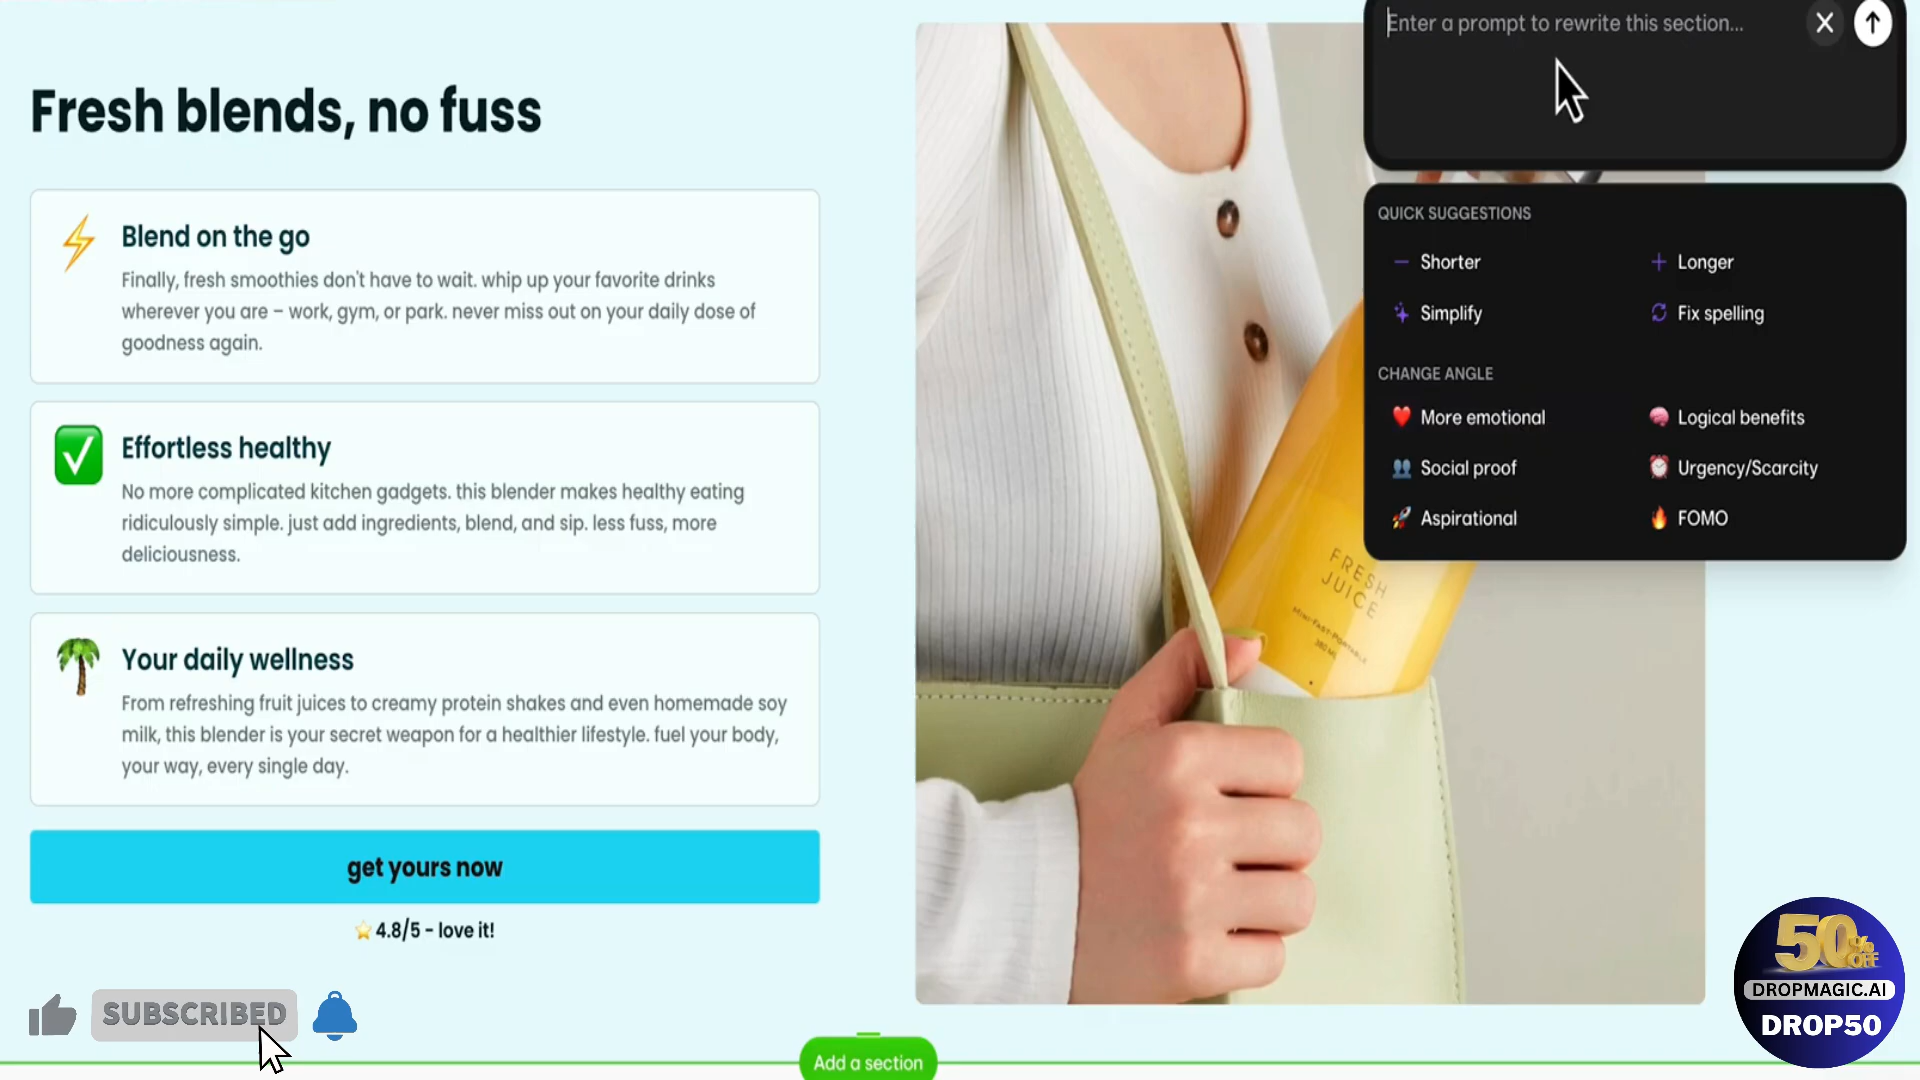 Fresh blends, no fuss
Blend on the go
Finally, fresh smoothies don't have to wait. whip up your favorite drinks
wherever you are – work, gym, or park. never miss out on your daily dose of
goodness again.
Effortless healthy
No more complicated kitchen gadgets. this blender makes healthy eating
ridiculously simple. just add ingredients, blend, and sip. less fuss, more
deliciousness.
Your daily wellness
From refreshing fruit juices to creamy protein shakes and even homemade soy
milk, this blender is your secret weapon for a healthier lifestyle. fuel your body,
your way, every single day.
get yours now
4.8/5 - love it!
SUBSCRIBED
Add a section
FRESH
JUICE
MINI-FAST-PORTABLE
380 ML
Enter a prompt to rewrite this section...
QUICK SUGGESTIONS
Shorter
Longer
Simplify
Fix spelling
CHANGE ANGLE
More emotional
Logical benefits
Social proof
Urgency/Scarcity
Aspirational
FOMO
50% OFF
DROPMAGIC.AI
DROP50